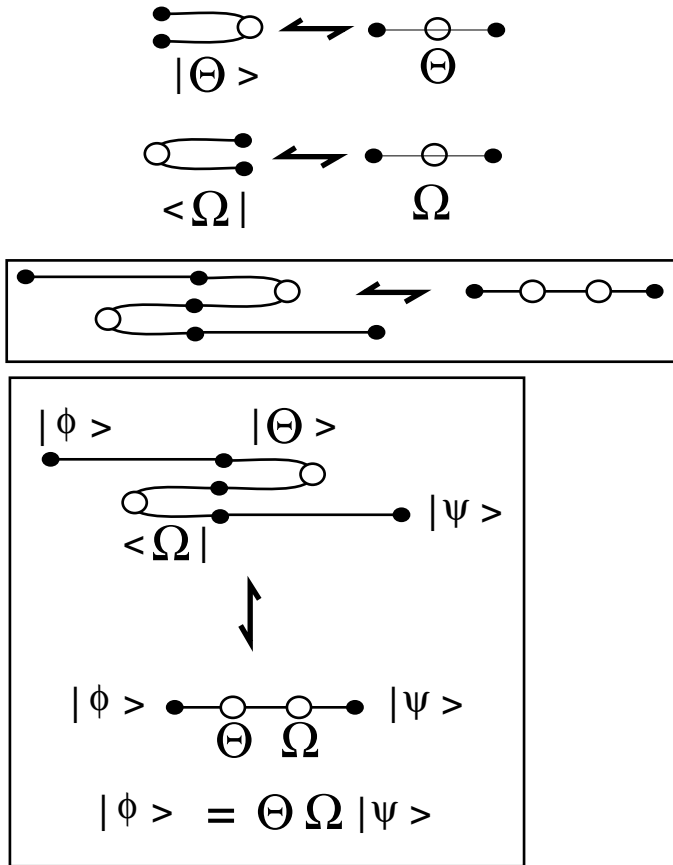 |Θ >
Θ
<Ω|
Ω
|ϕ > |Θ >
|ψ >
<Ω|
|ϕ > |ψ >
Θ Ω
|ϕ > = Θ Ω |ψ >